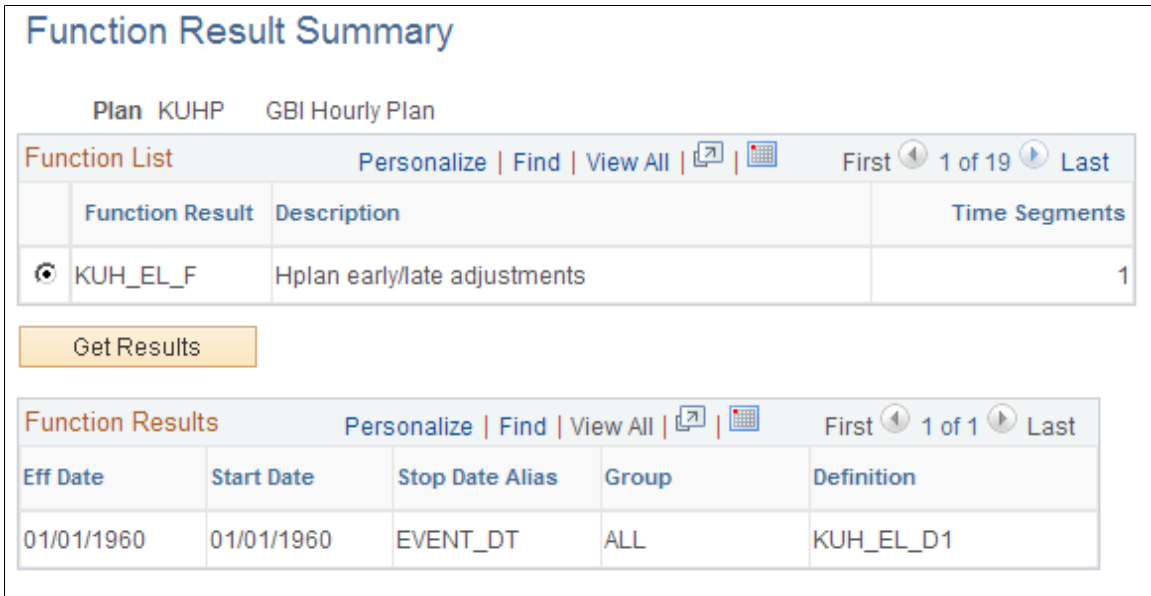 Function Result Summary
Plan KUHP GBI Hourly Plan
Function List Personalize | Find | View All | | First 1 of 19 Last
Function Result Description Time Segments
KUH_EL_F Hplan early/late adjustments 1
Get Results
Function Results Personalize | Find | View All | | First 1 of 1 Last
Eff Date Start Date Stop Date Alias Group Definition
01/01/1960 01/01/1960 EVENT_DT ALL KUH_EL_D1